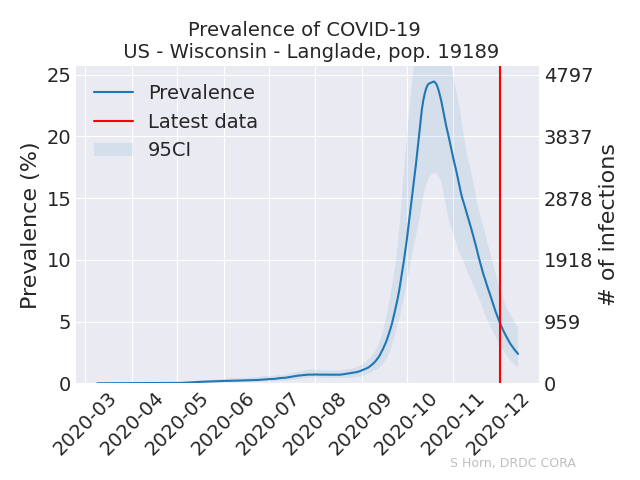 Prevalence of COVID-19
US - Wisconsin - Langlade, pop. 19189
Prevalence (%)
25
20
15
10
5
0
Prevalence
Latest data
95CI
4797
3837
2878
1918
959
0
# of infections
2020-03
2020-04
2020-05
2020-06
2020-07
2020-08
2020-09
2020-10
2020-11
2020-12
S Horn, DRDC CORA